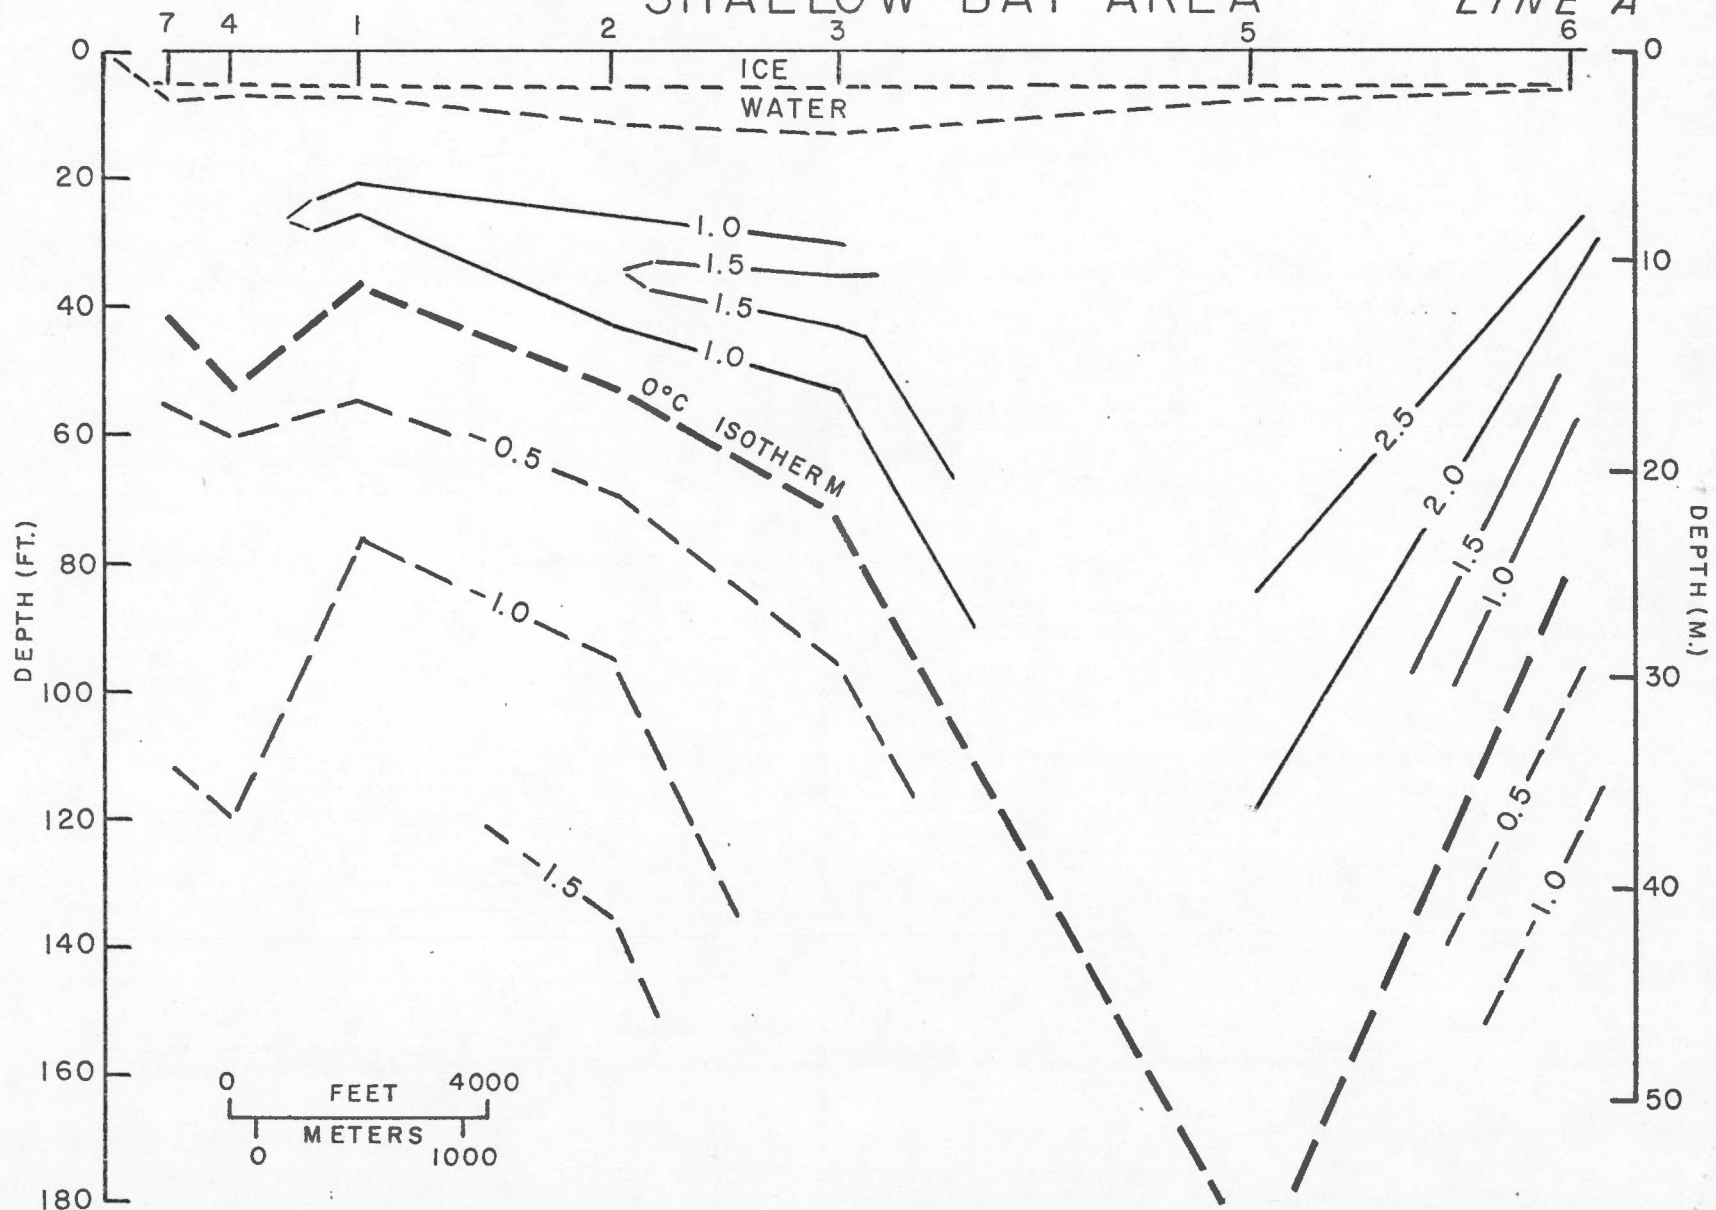 SHALLOW BAY AREA LINE A
7 4 1 2 3 5 6
0 ICE 0
WATER
20
1.0
1.5 10
40 1.5
1.0
0°C ISOTHERM
2.5
60
0.5
2.0 20
DEPTH (FT.)
DEPTH (M.)
80 1.5
1.0 1.0
100 30
120 0.5
1.5 1.0 40
140
160
0 4000
FEET
50
METERS
0 1000
180